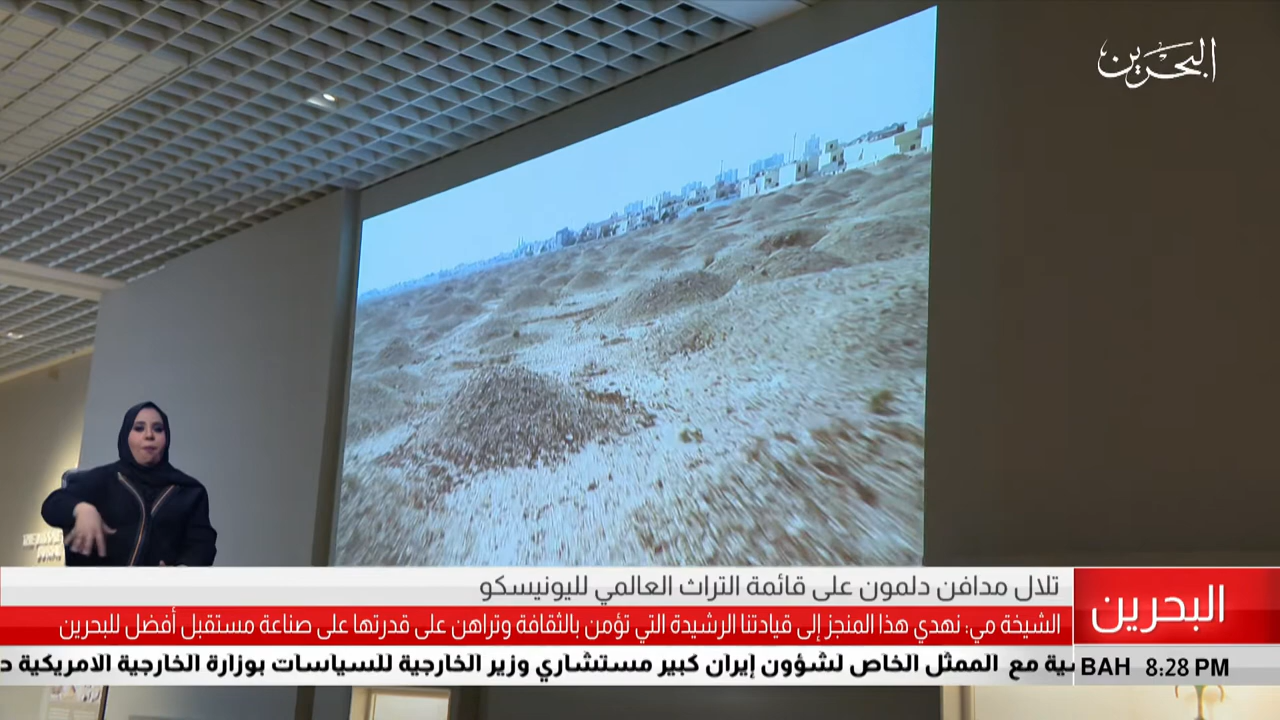 البحرين
تلال مدافن دلمون على قائمة التراث العالمي لليونيسكو
البحرين
الشيخة مي: نهدي هذا المنجز إلى قيادتنا الرشيدة التي تؤمن بالثقافة وتراهن على قدرتها على صناعة مستقبل أفضل للبحرين
مع الممثل الخاص لشؤون إيران كبير مستشاري وزير الخارجية للسياسات بوزارة الخارجية الامريكية
BAH 8:28 PM